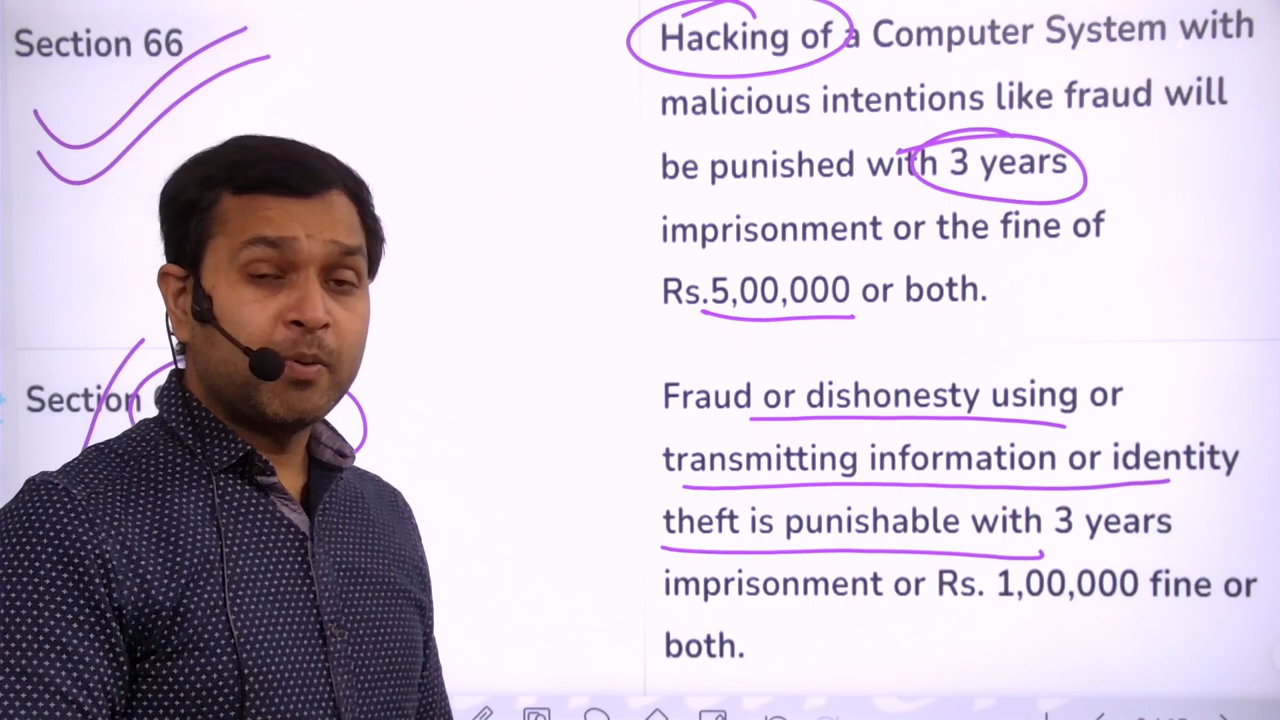 Section 66
Hacking of a Computer System with
malicious intentions like fraud will
be punished with 3 years
imprisonment or the fine of
Rs.5,00,000 or both.
Section
Fraud or dishonesty using or
transmitting information or identity
theft is punishable with 3 years
imprisonment or Rs. 1,00,000 fine or
both.